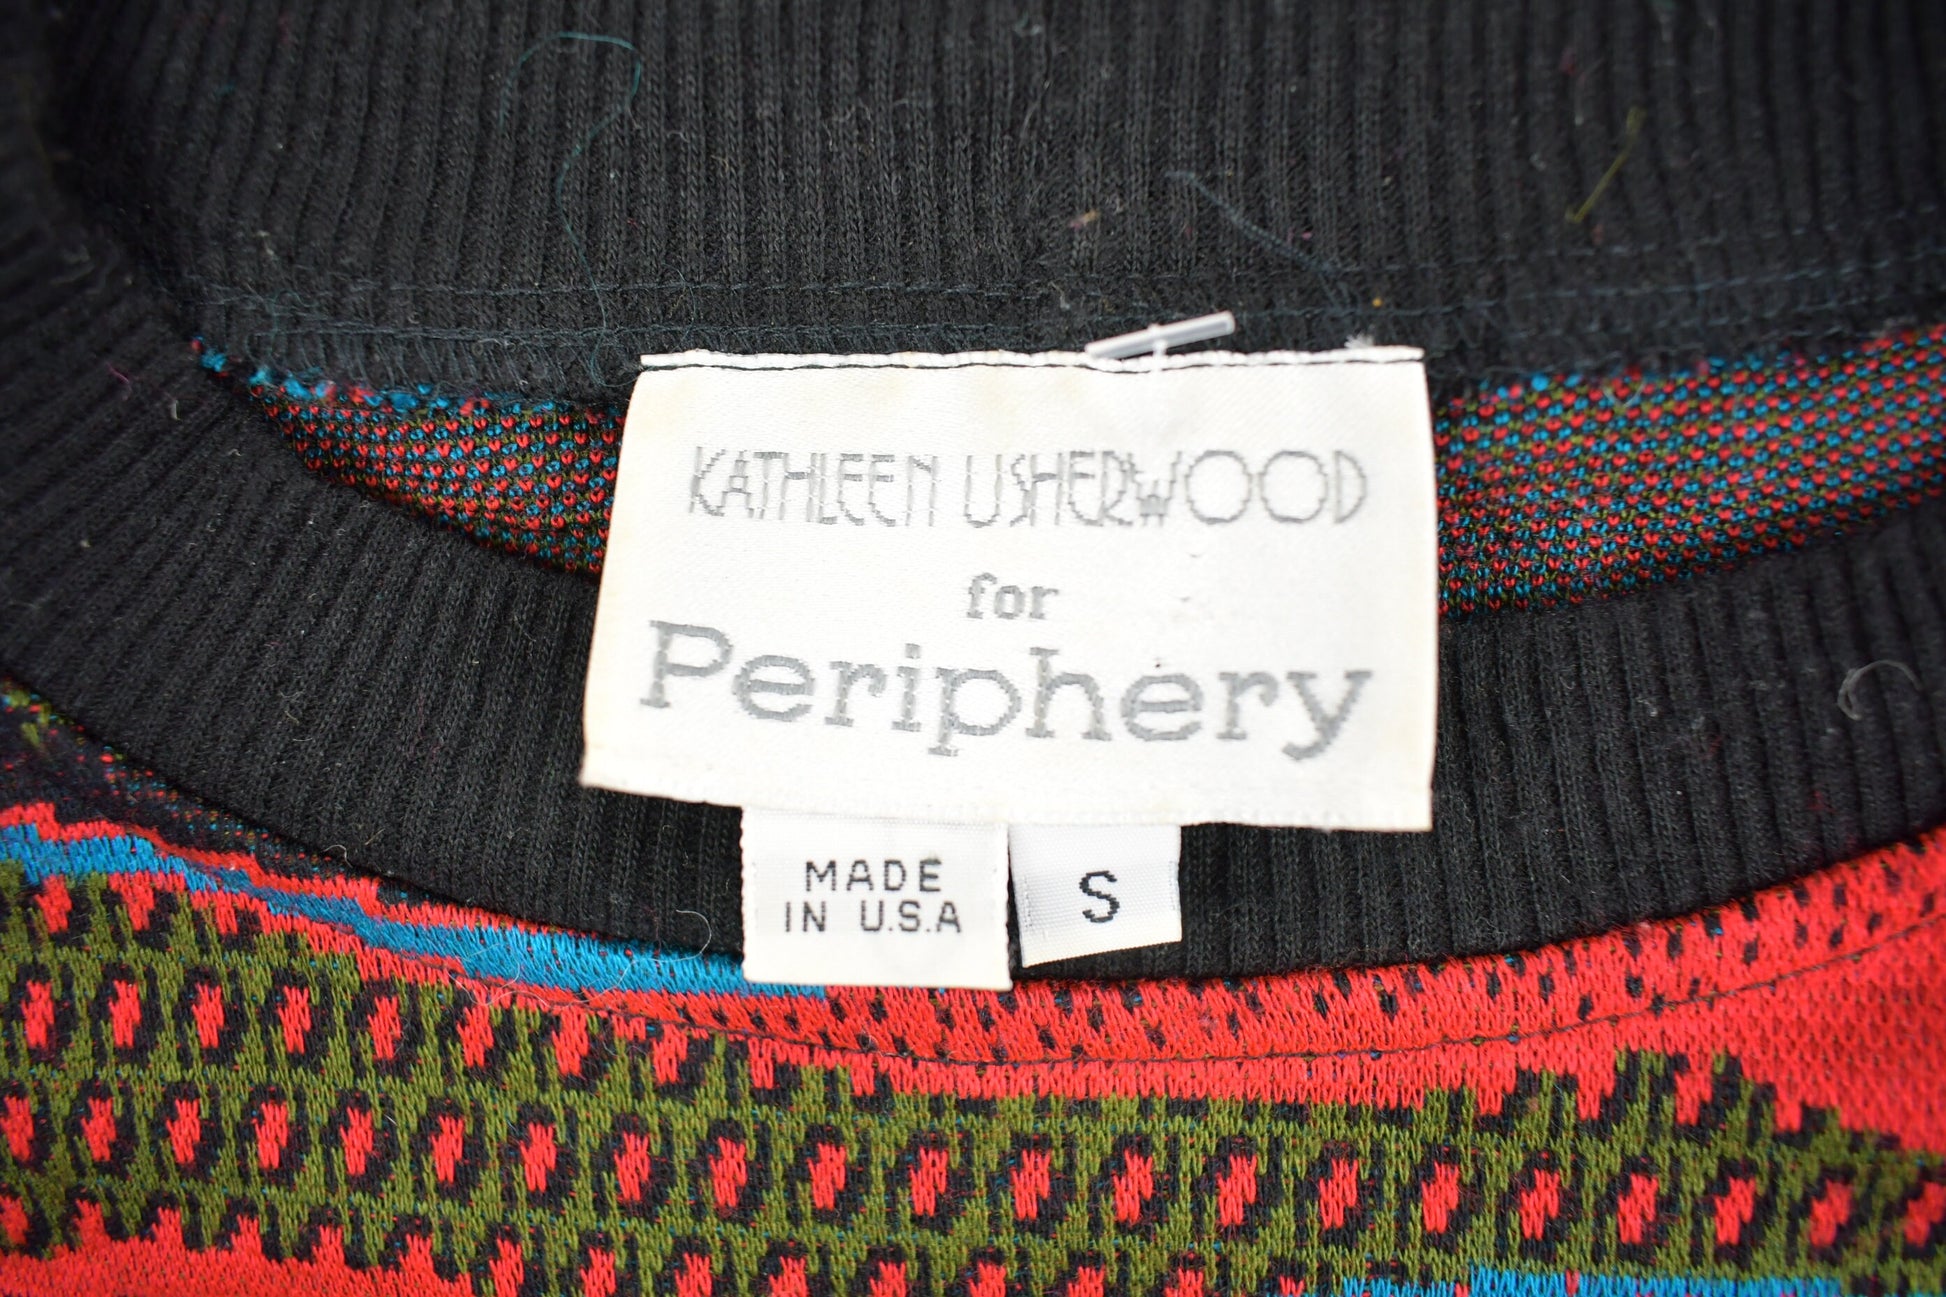 KATHLEEN USHERWOOD
for
Periphery
MADE
IN U.S.A
S